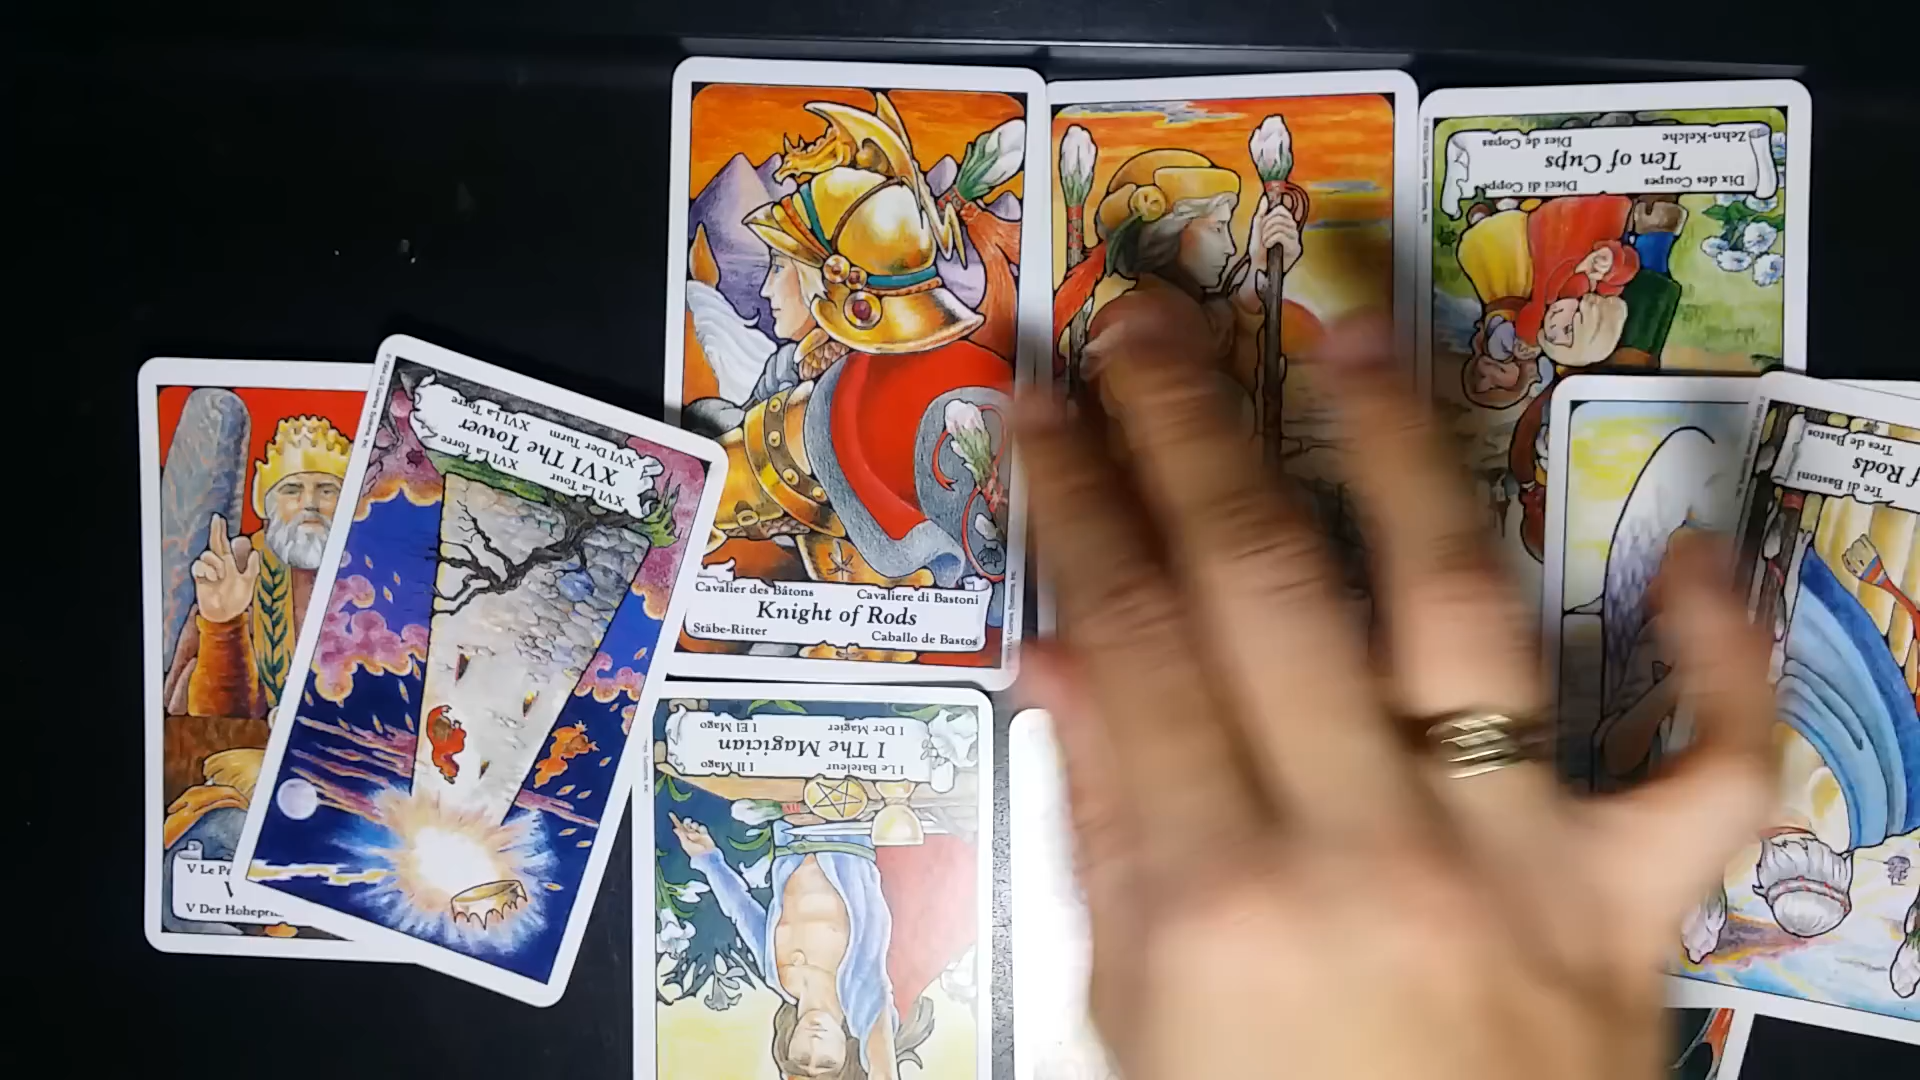 Cavalier des Bâtons Cavaliere di Bastoni
Knight of Rods
Stäbe-Ritter Caballo de Bastos
Dix des Coupes Dieci di Coppe
Ten of Cups
Zehn-Kelche Diez de Copas
XVI La Tour XVI La Torre
XVI The Tower
XVI Der Turm XVI La Torre
V Le
V
V Der
I Le Bateleur I Il Mago
I The Magician
I Der Magier I El Mago
Tre di Bastoni
Rods
Tres de Bastos